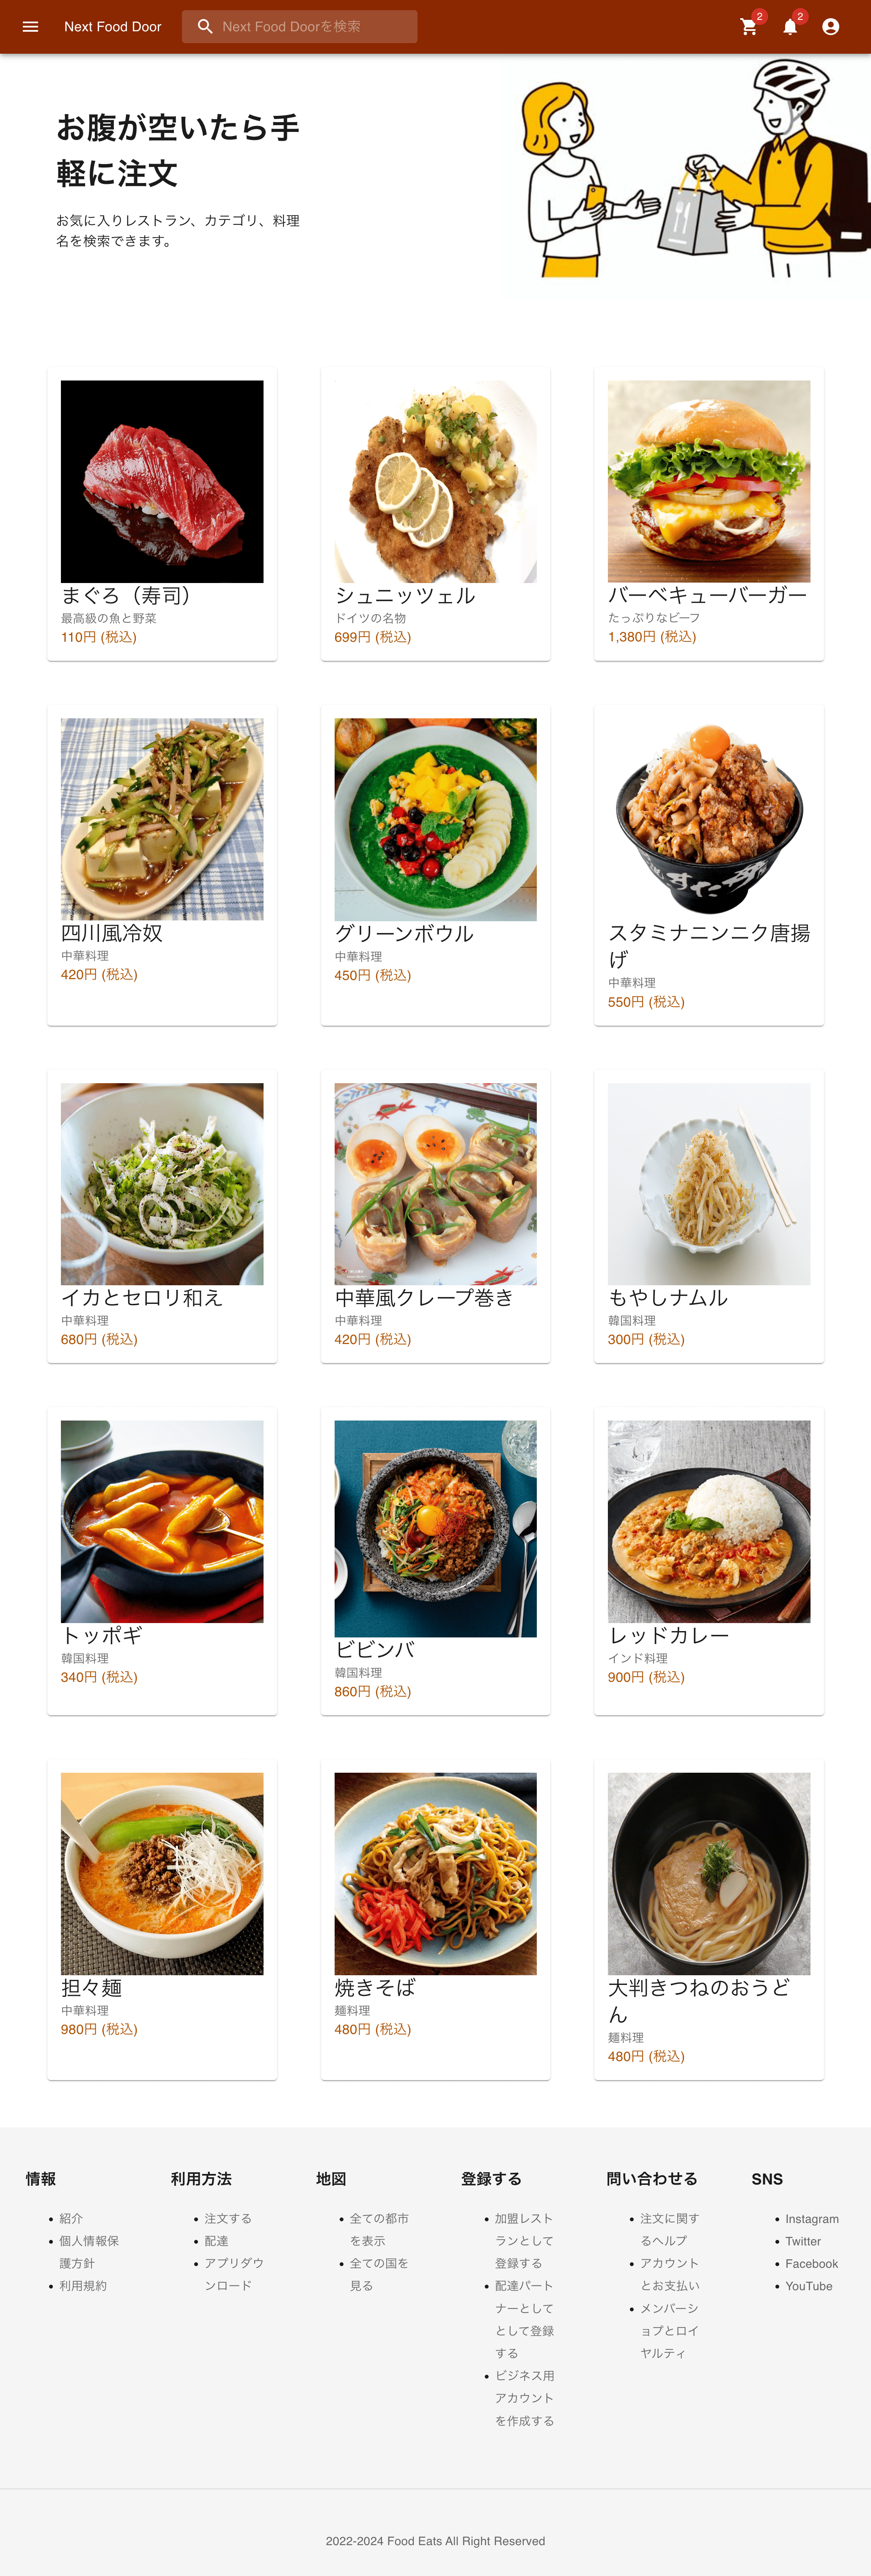 Next Food Door
Next Food Doorを検索
2
2
お腹が空いたら手
軽に注文
お気に入りレストラン、カテゴリ、料理
名を検索できます。
まぐろ（寿司）
最高級の魚と野菜
110円 (税込)
シュニッツェル
ドイツの名物
699円 (税込)
バーベキューバーガー
たっぷりなビーフ
1,380円 (税込)
四川風冷奴
中華料理
420円 (税込)
グリーンボウル
中華料理
450円 (税込)
スタミナニンニク唐揚
げ
中華料理
550円 (税込)
イカとセロリ和え
中華料理
680円 (税込)
中華風クレープ巻き
中華料理
420円 (税込)
もやしナムル
韓国料理
300円 (税込)
トッポギ
韓国料理
340円 (税込)
ビビンバ
韓国料理
860円 (税込)
レッドカレー
インド料理
900円 (税込)
担々麺
中華料理
980円 (税込)
焼きそば
麺料理
480円 (税込)
大判きつねのおうど
ん
麺料理
480円 (税込)
情報
紹介
個人情報保
護方針
利用規約
利用方法
注文する
配達
アプリダウ
ンロード
地図
全ての都市
を表示
全ての国を
見る
登録する
加盟レスト
ランとして
登録する
配達パート
ナーとして
として登録
する
ビジネス用
アカウント
を作成する
問い合わせる
注文に関す
るヘルプ
アカウント
とお支払い
メンバーシ
ョプとロイ
ヤルティ
SNS
Instagram
Twitter
Facebook
YouTube
2022-2024 Food Eats All Right Reserved